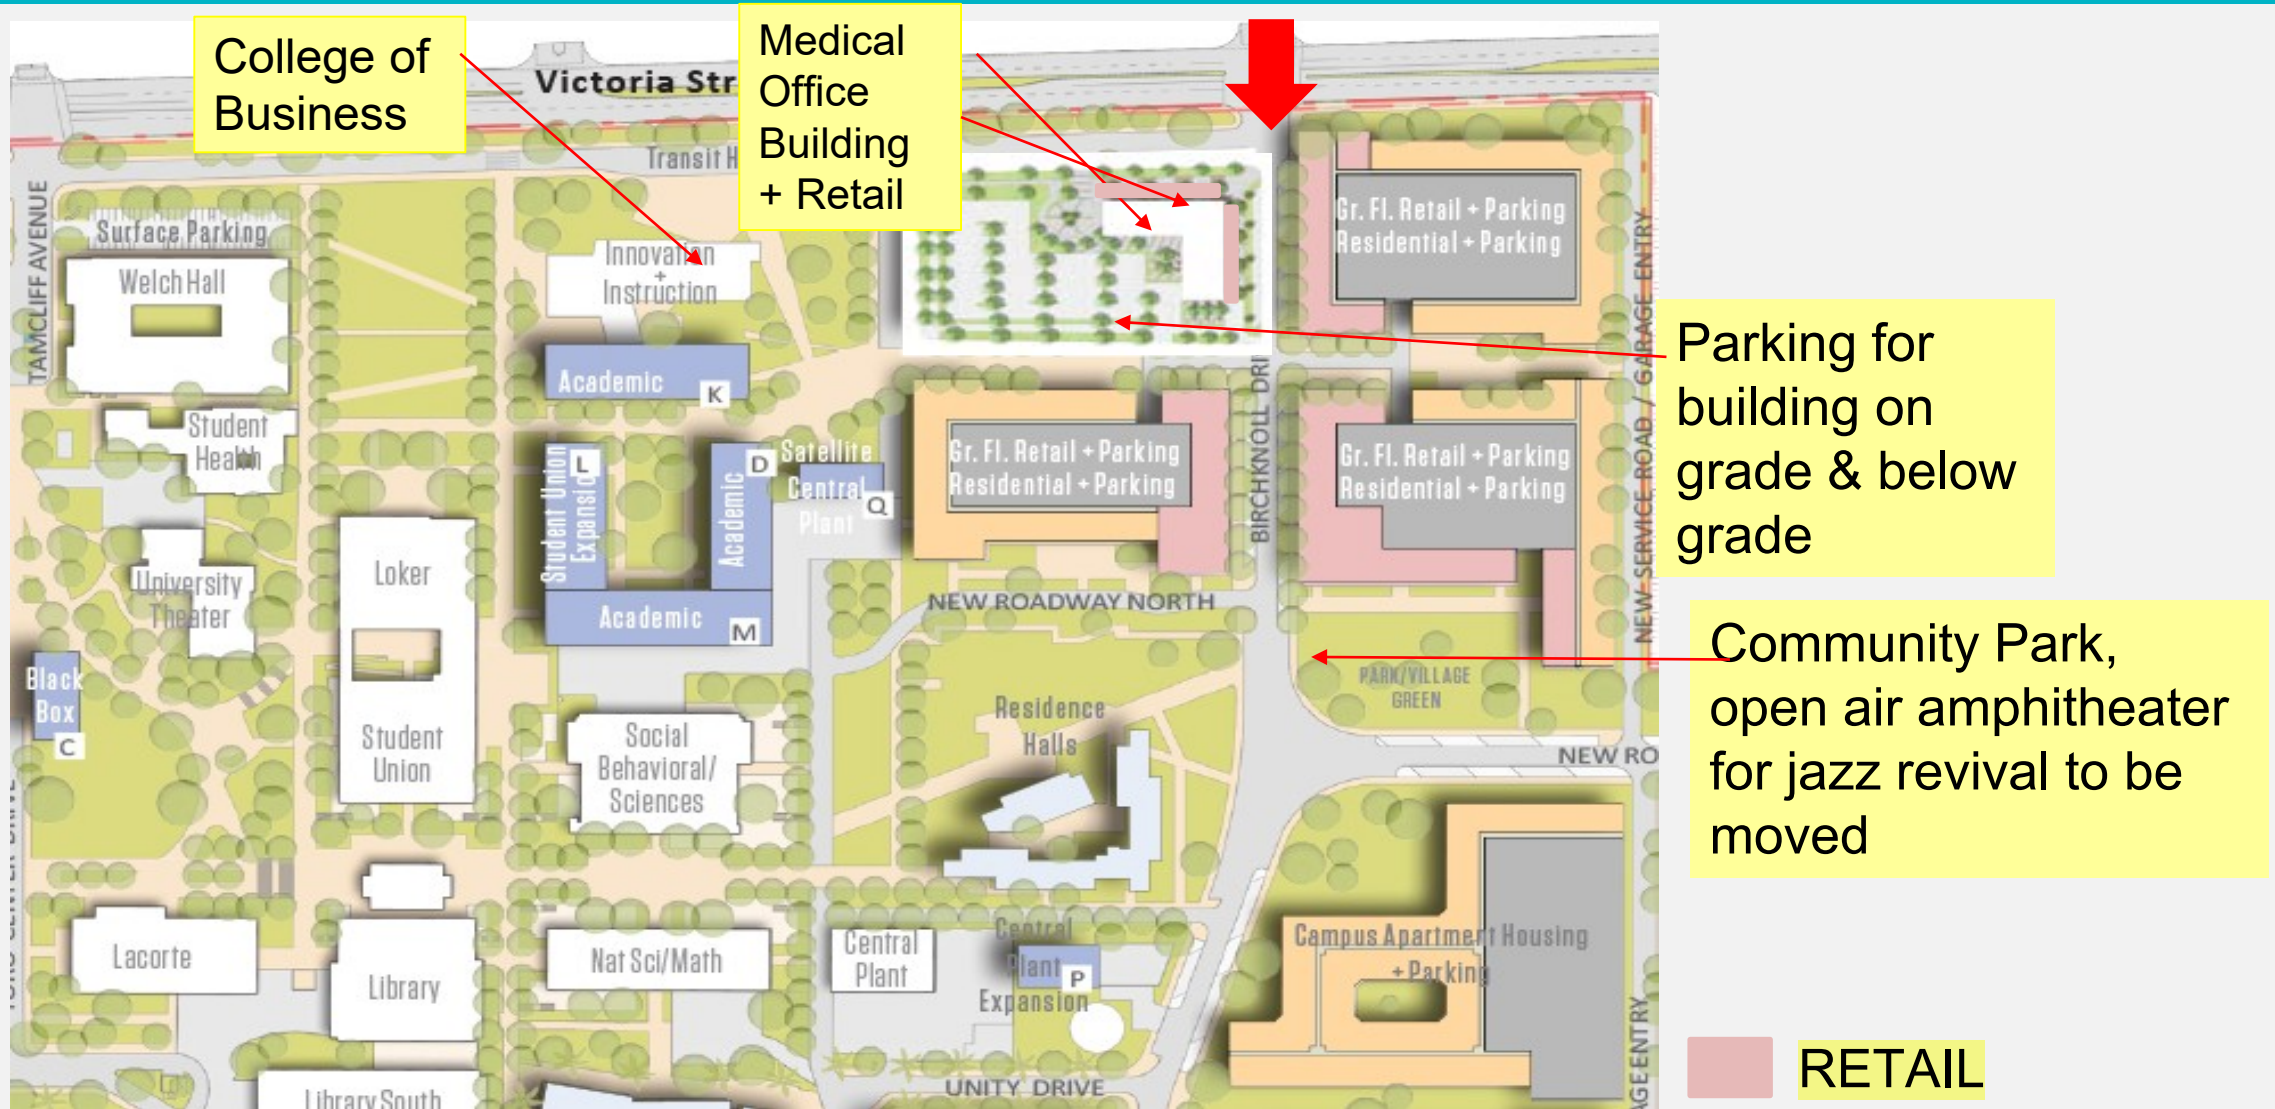 College of
Business
Medical
Office
Building
+ Retail
Victoria Str
Transit H
TAMCLIFF AVENUE
Surface Parking
Welch Hall
Innovation
+
Instruction
Academic
K
Gr. Fl. Retail + Parking
Residential + Parking
NEW SERVICE ROAD / GARAGE ENTRY
Parking for
building on
grade & below
grade
Student
Health
Student Union
Expansion
L
Academic
D
Satellite
Central
Plant
Q
Gr. Fl. Retail + Parking
Residential + Parking
BIRCHKNOLL DRI
Gr. Fl. Retail + Parking
Residential + Parking
University
Theater
Loker
Academic
M
NEW ROADWAY NORTH
Community Park,
open air amphitheater
for jazz revival to be
moved
Black
Box
C
Student
Union
Social
Behavioral/
Sciences
Residence
Halls
PARK/VILLAGE
GREEN
NEW RO
CENTER DRIVE
Lacorte
Library
Nat Sci/Math
Central
Plant
Central
Plant
P
Expansion
Campus Apartment Housing
+ Parking
UNITY DRIVE
Library South
AGE ENTRY
RETAIL